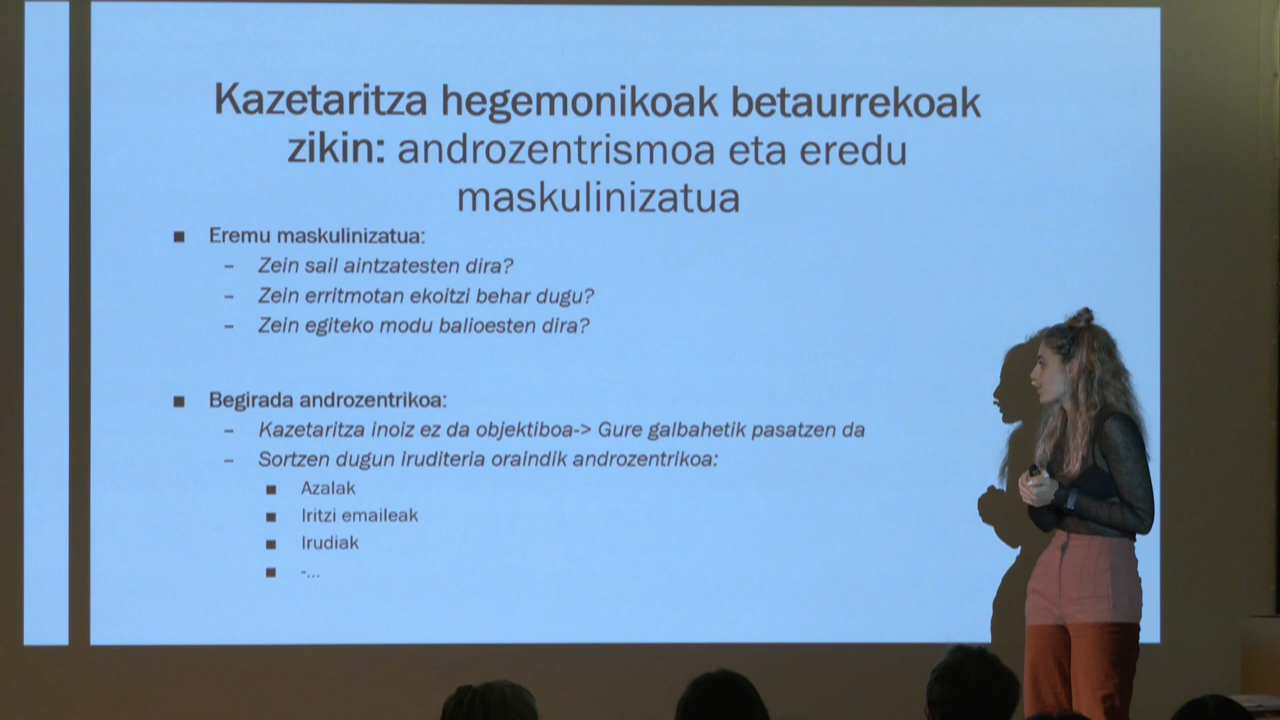 Kazetaritza hegemonikoak betaurrekoak
zikin: androzentrismoa eta eredu
maskulinizatua
■ Eremu maskulinizatua:
– Zein sail aintzatesten dira?
– Zein erritmotan ekoitzi behar dugu?
– Zein egiteko modu balioesten dira?
■ Begirada androzentrikoa:
– Kazetaritza inoiz ez da objektiboa-> Gure galbahetik pasatzen da
– Sortzen dugun iruditeria oraindik androzentrikoa:
■ Azalak
■ Iritzi emaileak
■ Irudiak
■ -...